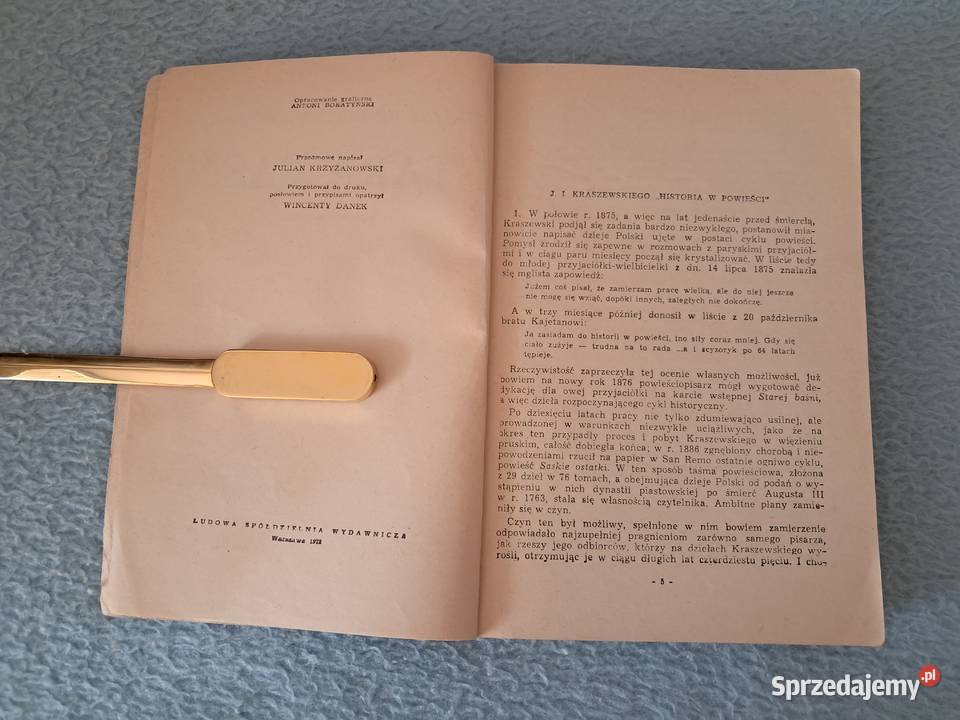 Opracowanie graficzne
ANTONI BORATYŃSKI
Przedmowę napisał
JULIAN KRZYŻANOWSKI
Przygotował do druku,
posłowiem i przypisami opatrzył
WINCENTY DANEK
LUDOWA SPÓŁDZIELNIA WYDAWNICZA
Warszawa 1973
J. I. KRASZEWSKIEGO „HISTORIA W POWIEŚCI"
1. W połowie r. 1875, a więc na lat jedenaście przed śmiercią,
Kraszewski podjął się zadania bardzo niezwykłego, postanowił mia-
nowicie napisać dzieje Polski ujęte w postaci cyklu powieści.
Pomysł zrodził się zapewne w rozmowach z paryskimi przyjaciół-
mi i w ciągu paru miesięcy począł się krystalizować. W liście tedy
do młodej przyjaciółki-wielbicielki z dn. 14 lipca 1875 znalazła
się mglista zapowiedź:
Jużem coś pisał, że zamierzam pracę wielką, ale do niej jeszcze
nie mogę się wziąć, dopóki innych, zaległych nie dokończę.
A w trzy miesiące później donosił w liście z 20 października
bratu Kajetanowi:
Ja zasiadam do historii w powieści, ino siły coraz mniej. Gdy się
ciało zużyje — trudna na to rada ...a i scyzoryk po 64 latach
tępieje.
Rzeczywistość zaprzeczyła tej ocenie własnych możliwości, już
bowiem na nowy rok 1876 powieściopisarz mógł wygotować de-
dykację dla owej przyjaciółki na karcie wstępnej Starej baśni,
a więc dzieła rozpoczynającego cykl historyczny.
Po dziesięciu latach pracy nie tylko zdumiewająco usilnej, ale
prowadzonej w warunkach niezwykle uciążliwych, jako że na
okres ten przypadły proces i pobyt Kraszewskiego w więzieniu
pruskim, całość dobiegła końca; w r. 1886 zgnębiony chorobą i nie-
powodzeniami rzucił na papier w San Remo ostatnie ogniwo cyklu,
powieść Saskie ostatki. W ten sposób taśma powieściowa, złożona
z 29 dzieł w 76 tomach, a obejmująca dzieje Polski od podań o wy-
stąpieniu w nich dynastii piastowskiej po śmierć Augusta III
w r. 1763, stała się własnością czytelnika. Ambitne plany zamie-
niły się w czyn.
Czyn ten był możliwy, spełnione w nim bowiem zamierzenie
odpowiadało najzupełniej pragnieniom zarówno samego pisarza,
jak rzeszy jego odbiorców, którzy na dziełach Kraszewskiego wy-
rośli, otrzymując je w ciągu długich lat czterdziestu pięciu. I cho-
- 5 -
Sprzedajemy.pl